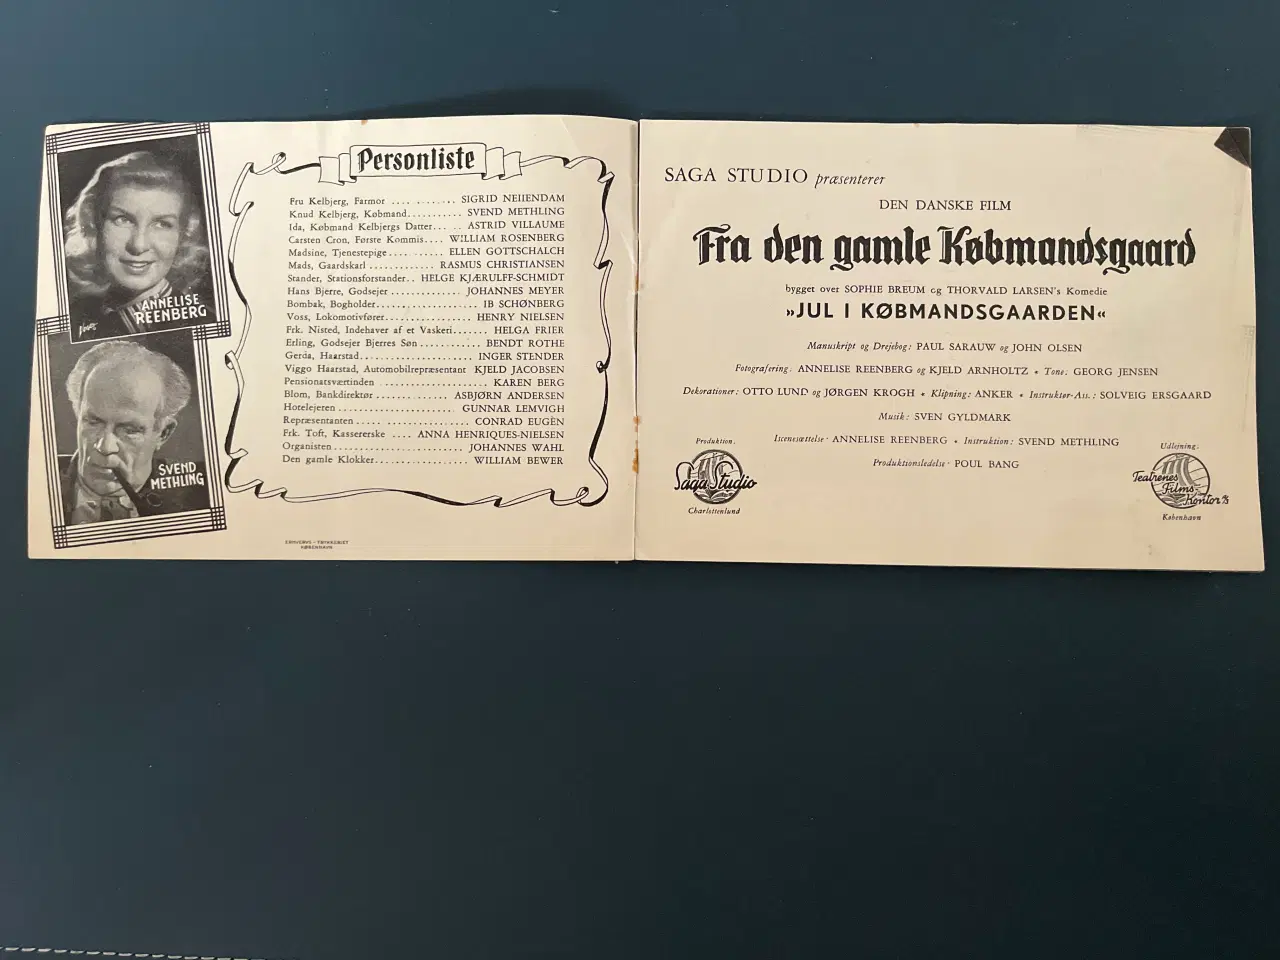 ANNELISE
REENBERG
SVEND
METHLING
Personliste
Fru Kelbjerg, Farmor .... ........ SIGRID NEIIENDAM
Knud Kelbjerg, Købmand........... SVEND METHLING
Ida, Købmand Kelbjergs Datter... .. ASTRID VILLAUME
Carsten Cron, Første Kommis.... WILLIAM ROSENBERG
Madsine, Tjenestepige .... ....... ELLEN GOTTSCHALCH
Mads, Gaardskarl ............. RASMUS CHRISTIANSEN
Stander, Stationsforstander.. HELGE KJÆRULFF-SCHMIDT
Hans Bjerre, Godsejer ............ JOHANNES MEYER
Bombak, Bogholder.................. IB SCHØNBERG
Voss, Lokomotivfører............... HENRY NIELSEN
Frk. Nisted, Indehaver af et Vaskeri....... HELGA FRIER
Erling, Godsejer Bjerres Søn ............ BENDT ROTHE
Gerda, Haarstad....................... INGER STENDER
Viggo Haarstad, Automobilrepræsentant KJELD JACOBSEN
Pensionatsværtinden ...................... KAREN BERG
Blom, Bankdirektør ................ ASBJØRN ANDERSEN
Hotelejeren ...................... GUNNAR LEMVIGH
Repræsentanten ..... ............. CONRAD EUGÈN
Frk. Toft, Kassererske .... ANNA HENRIQUES-NIELSEN
Organisten ............................ JOHANNES WAHL
Den gamle Klokker................... WILLIAM BEWER
KØBENHAVN
SAGA STUDIO præsenterer
DEN DANSKE FILM
Fra den gamle Købmandsgaard
bygget over SOPHIE BREUM og THORVALD LARSEN's Komedie
»JUL I KØBMANDSGAARDEN«
Manuskript og Drejebog: PAUL SARAUW og JOHN OLSEN
Fotografering: ANNELISE REENBERG og KJELD ARNHOLTZ • Tone: GEORG JENSEN
Dekorationer: OTTO LUND og JØRGEN KROGH • Klipning: ANKER • Instruktør-Ass.: SOLVEIG ERSGAARD
Musik: SVEN GYLDMARK
Iscenesættelse: ANNELISE REENBERG • Instruktion: SVEND METHLING
Produktionsledelse: POUL BANG
Produktion:
Saga Studio
Charlottenlund
Udlejning:
Teatrenes
Films-
Kontor A/S
København